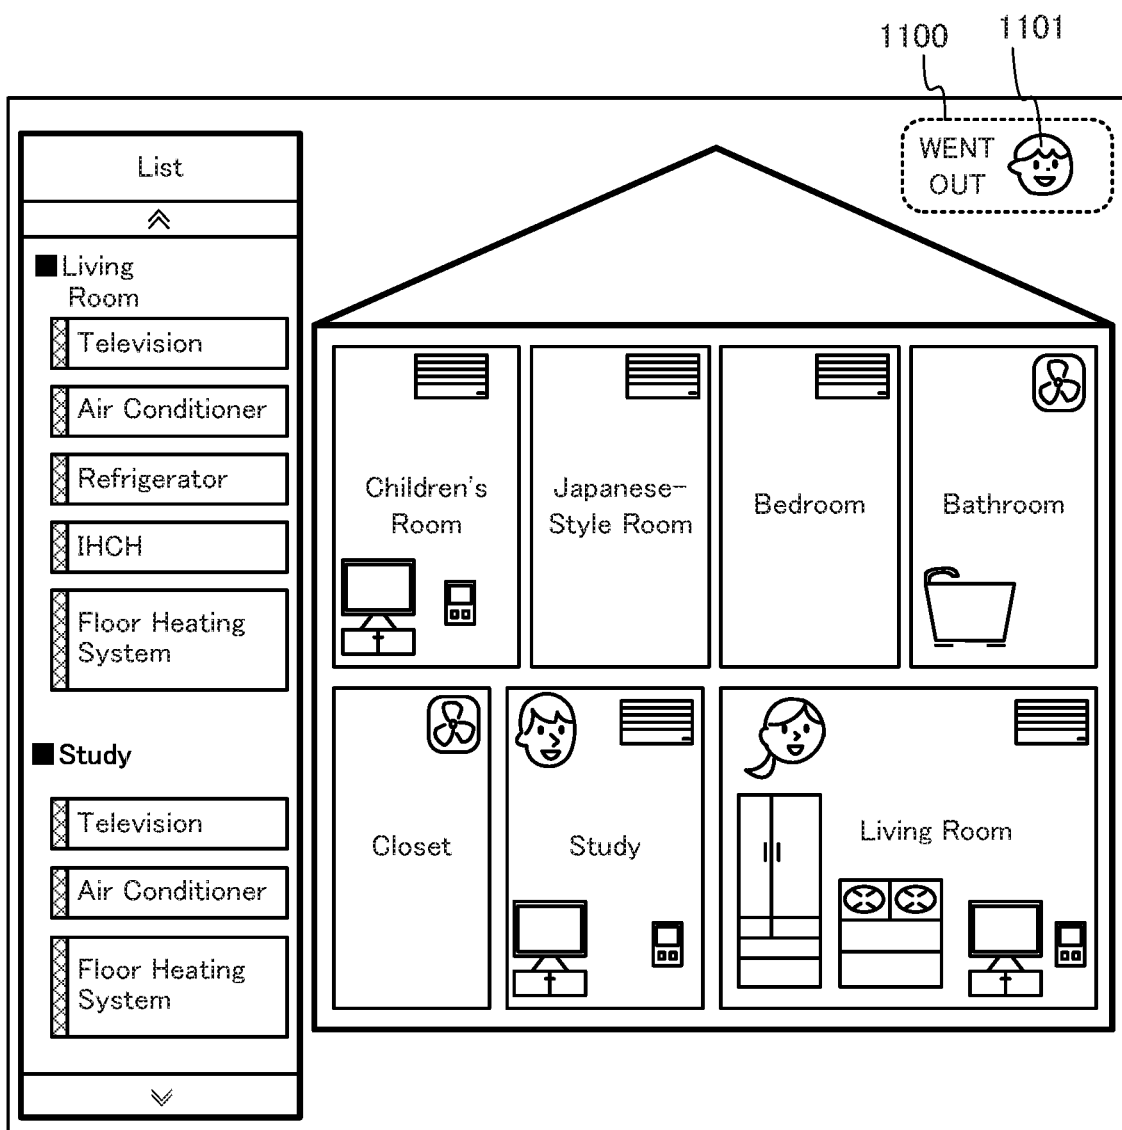 1100
1101
WENT
OUT
List
■Living
Room
Television
Air Conditioner
Refrigerator
IHCH
Floor Heating
System
■Study
Television
Air Conditioner
Floor Heating
System
Children's
Room
Japanese-
Style Room
Bedroom
Bathroom
Closet
Study
Living Room